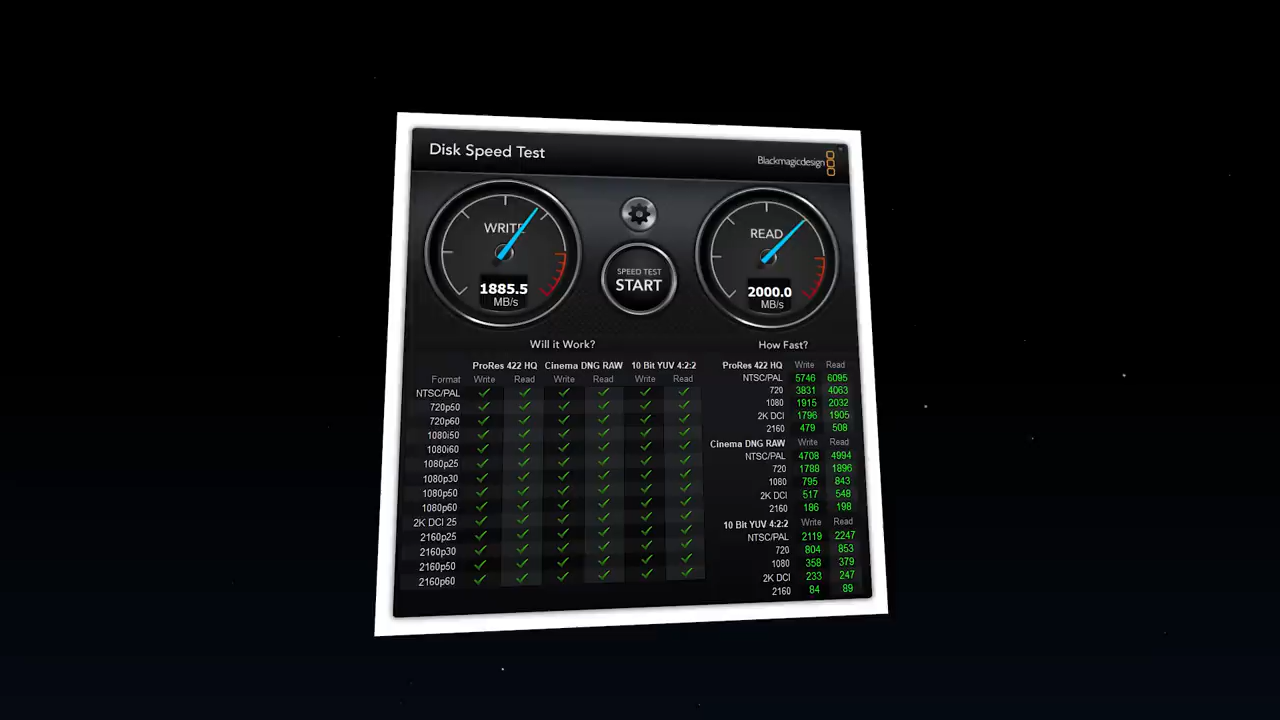 Disk Speed Test
Blackmagicdesign
WRITE
1885.5
MB/s
SPEED TEST
START
READ
2000.0
MB/s
Will it Work?
ProRes 422 HQ Cinema DNG RAW 10 Bit YUV 4:2:2
Format Write Read Write Read Write Read
NTSC/PAL
720p50
720p60
1080i50
1080i60
1080p25
1080p30
1080p50
1080p60
2K DCI 25
2160p25
2160p30
2160p50
2160p60
How Fast?
ProRes 422 HQ Write Read
NTSC/PAL 5746 6095
720 3831 4063
1080 1915 2032
2K DCI 1796 1905
2160 479 508
Cinema DNG RAW Write Read
NTSC/PAL 4708 4994
720 1788 1896
1080 795 843
2K DCI 517 548
2160 186 198
10 Bit YUV 4:2:2 Write Read
NTSC/PAL 2119 2247
720 804 853
1080 358 379
2K DCI 233 247
2160 84 89